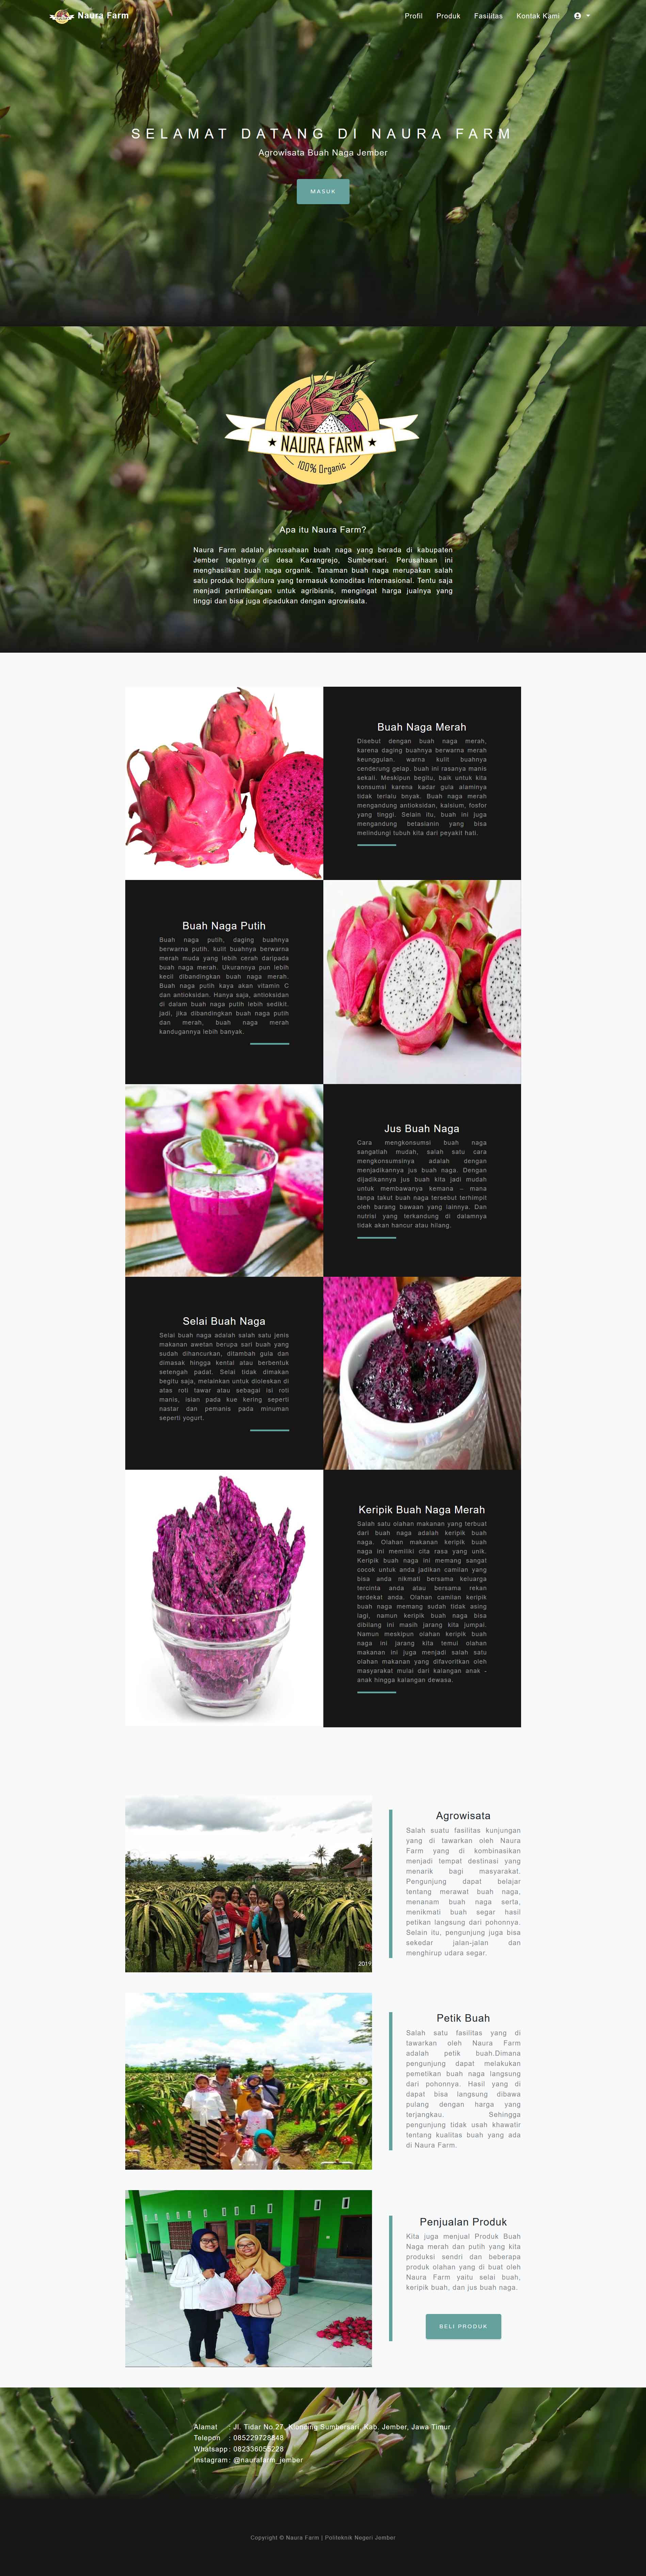 Naura Farm
Profil
Produk
Fasilitas
Kontak Kami
SELAMAT DATANG DI NAURA FARM
Agrowisata Buah Naga Jember
MASUK
NAURA FARM
100% Organic
Apa itu Naura Farm?
Naura Farm adalah perusahaan buah naga yang berada di kabupaten
Jember tepatnya di desa Karangrejo, Sumbersari. Perusahaan ini
menghasilkan buah naga organik. Tanaman buah naga merupakan salah
satu produk holtikultura yang termasuk komoditas Internasional. Tentu saja
menjadi pertimbangan untuk agribisnis, mengingat harga jualnya yang
tinggi dan bisa juga dipadukan dengan agrowisata.
Buah Naga Merah
Disebut dengan buah naga merah,
karena daging buahnya berwarna merah
keunggulan, warna kulit buahnya
cenderung gelap. buah ini rasanya manis
sekali. Meskipun begitu, baik untuk kita
konsumsi karena kadar gula alaminya
tidak terlalu bnyak. Buah naga merah
mengandung antioksidan, kalsium, fosfor
yang tinggi. Selain itu, buah ini juga
mengandung betasianin yang bisa
melindungi tubuh kita dari peyakit hati.
Buah Naga Putih
Buah naga putih, daging buahnya
berwarna putih. kulit buahnya berwarna
merah muda yang lebih cerah daripada
buah naga merah. Ukurannya pun lebih
kecil dibandingkan buah naga merah.
Buah naga putih kaya akan vitamin C
dan antioksidan. Hanya saja, antioksidan
di dalam buah naga putih lebih sedikit.
jadi, jika dibandingkan buah naga putih
dan merah, buah naga merah
kandugannya lebih banyak.
Jus Buah Naga
Cara mengkonsumsi buah naga
sangatlah mudah, salah satu cara
mengkonsumsinya adalah dengan
menjadikannya jus buah naga. Dengan
dijadikannya jus buah kita jadi mudah
untuk membawanya kemana – mana
tanpa takut buah naga tersebut terhimpit
oleh barang bawaan yang lainnya. Dan
nutrisi yang terkandung di dalamnya
tidak akan hancur atau hilang.
Selai Buah Naga
Selai buah naga adalah salah satu jenis
makanan awetan berupa sari buah yang
sudah dihancurkan, ditambah gula dan
dimasak hingga kental atau berbentuk
setengah padat. Selai tidak dimakan
begitu saja, melainkan untuk dioleskan di
atas roti tawar atau sebagai isi roti
manis, isian pada kue kering seperti
nastar dan pemanis pada minuman
seperti yogurt.
Keripik Buah Naga Merah
Salah satu olahan makanan yang terbuat
dari buah naga adalah keripik buah
naga. Olahan makanan keripik buah
naga ini memiliki cita rasa yang unik.
Keripik buah naga ini memang sangat
cocok untuk anda jadikan camilan yang
bisa anda nikmati bersama keluarga
tercinta anda atau bersama rekan
terdekat anda. Olahan camilan keripik
buah naga memang sudah tidak asing
lagi, namun keripik buah naga bisa
dibilang ini masih jarang kita jumpai.
Namun meskipun olahan keripik buah
naga ini jarang kita temui olahan
makanan ini juga menjadi salah satu
olahan makanan yang difavoritkan oleh
masyarakat mulai dari kalangan anak -
anak hingga kalangan dewasa.
2019
Agrowisata
Salah suatu fasilitas kunjungan
yang di tawarkan oleh Naura
Farm yang di kombinasikan
menjadi tempat destinasi yang
menarik bagi masyarakat.
Pengunjung dapat belajar
tentang merawat buah naga,
menanam buah naga serta,
menikmati buah segar hasil
petikan langsung dari pohonnya.
Selain itu, pengunjung juga bisa
sekedar jalan-jalan dan
menghirup udara segar.
Petik Buah
Salah satu fasilitas yang di
tawarkan oleh Naura Farm
adalah petik buah.Dimana
pengunjung dapat melakukan
pemetikan buah naga langsung
dari pohonnya. Hasil yang di
dapat bisa langsung dibawa
pulang dengan harga yang
terjangkau. Sehingga
pengunjung tidak usah khawatir
tentang kualitas buah yang ada
di Naura Farm.
Penjualan Produk
Kita juga menjual Produk Buah
Naga merah dan putih yang kita
produksi sendri dan beberapa
produk olahan yang di buat oleh
Naura Farm yaitu selai buah,
keripik buah, dan jus buah naga.
BELI PRODUK
Alamat : Jl. Tidar No.27, Kloncing Sumbersari, Kab. Jember, Jawa Timur
Telepon : 085229728848
Whatsapp : 082336055228
Instagram : @naurafarm_jember
Copyright © Naura Farm | Politeknik Negeri Jember